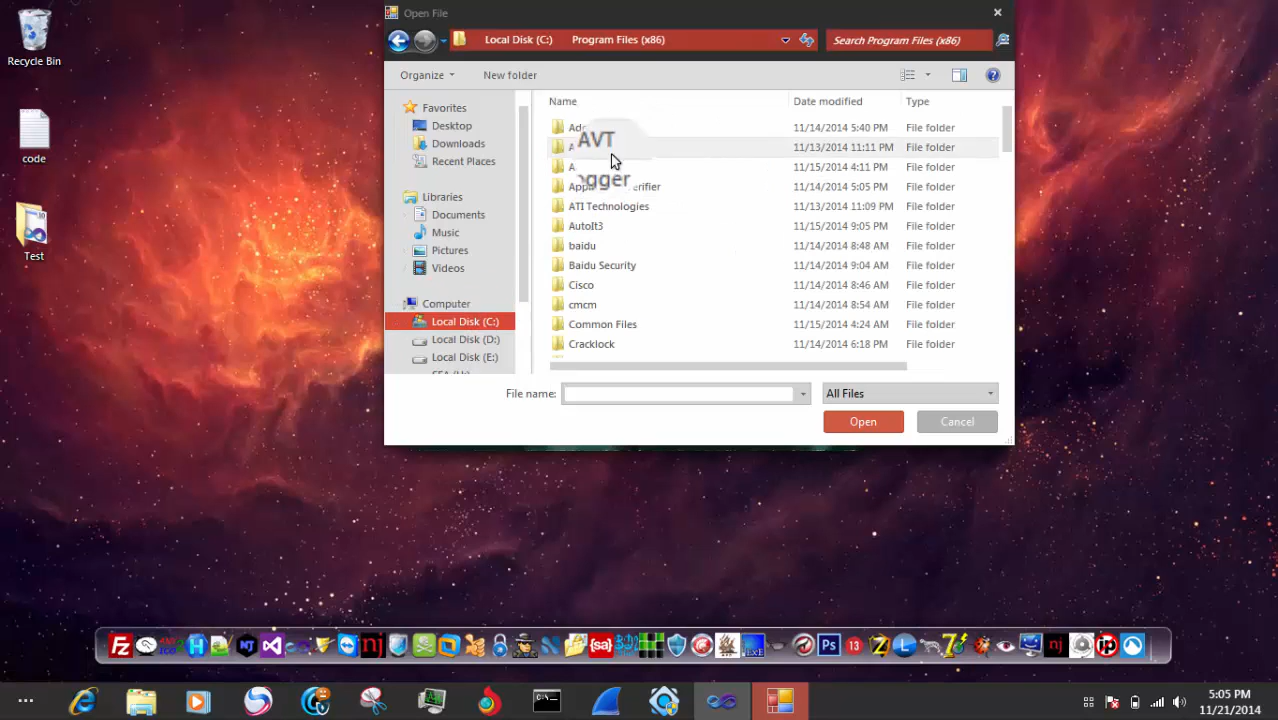 Recycle Bin
code
Test
Open File
Local Disk (C:) Program Files (x86)
Search Program Files (x86)
Organize New folder
Favorites
Desktop
Downloads
Recent Places
Libraries
Documents
Music
Pictures
Videos
Computer
Local Disk (C:)
Local Disk (D:)
Local Disk (E:)
Name Date modified Type
11/14/2014 5:40 PM File folder
AVT
11/13/2014 11:11 PM File folder
11/15/2014 4:11 PM File folder
11/14/2014 5:05 PM File folder
ATI Technologies 11/13/2014 11:09 PM File folder
AutoIt3 11/15/2014 9:05 PM File folder
baidu 11/14/2014 8:48 AM File folder
Baidu Security 11/14/2014 9:04 AM File folder
Cisco 11/14/2014 8:46 AM File folder
cmcm 11/14/2014 8:54 AM File folder
Common Files 11/15/2014 4:24 AM File folder
Cracklock 11/14/2014 6:18 PM File folder
File name: All Files
Open Cancel
5:05 PM
11/21/2014